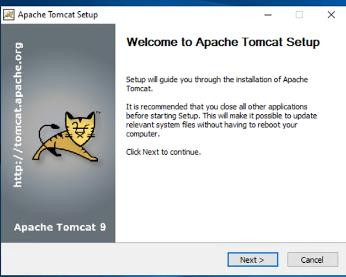 Apache Tomcat Setup
http://tomcat.apache.org
Apache Tomcat 9
Welcome to Apache Tomcat Setup
Setup will guide you through the installation of Apache
Tomcat.
It is recommended that you close all other applications
before starting Setup. This will make it possible to update
relevant system files without having to reboot your
computer.
Click Next to continue.
Next >
Cancel